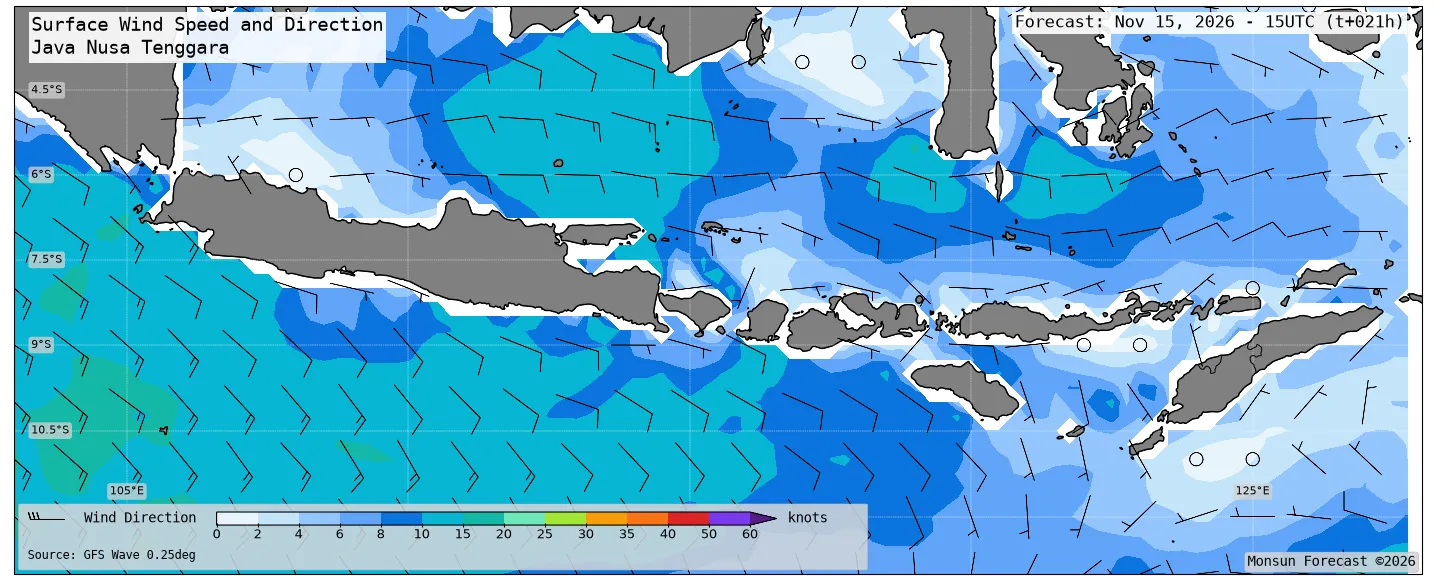 Surface Wind Speed and Direction
Java Nusa Tenggara
Forecast: Nov 15, 2026 - 15UTC (t+021h)
4.5°S
6°S
7.5°S
9°S
10.5°S
105°E
125°E
Wind Direction
0 2 4 6 8 10 15 20 25 30 35 40 50 60
knots
Source: GFS Wave 0.25deg
Monsun Forecast ©2026